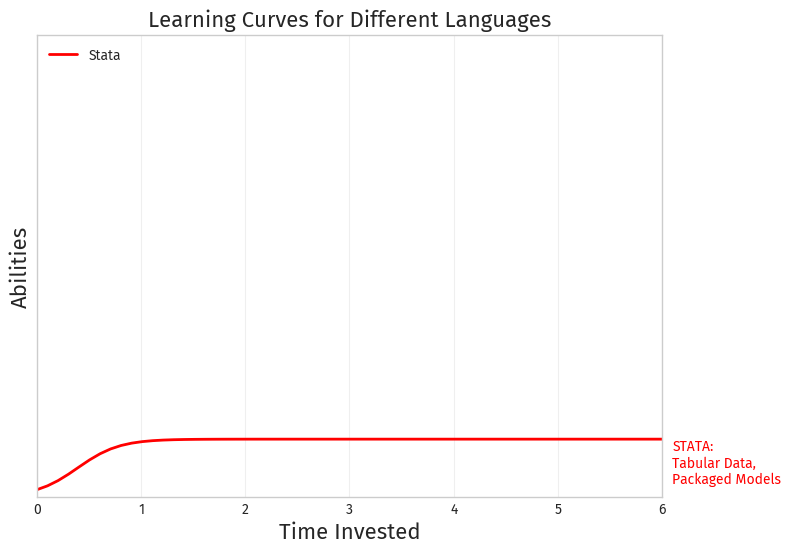 Learning Curves for Different Languages
Stata
Abilities
STATA:
Tabular Data,
Packaged Models
0 1 2 3 4 5 6
Time Invested